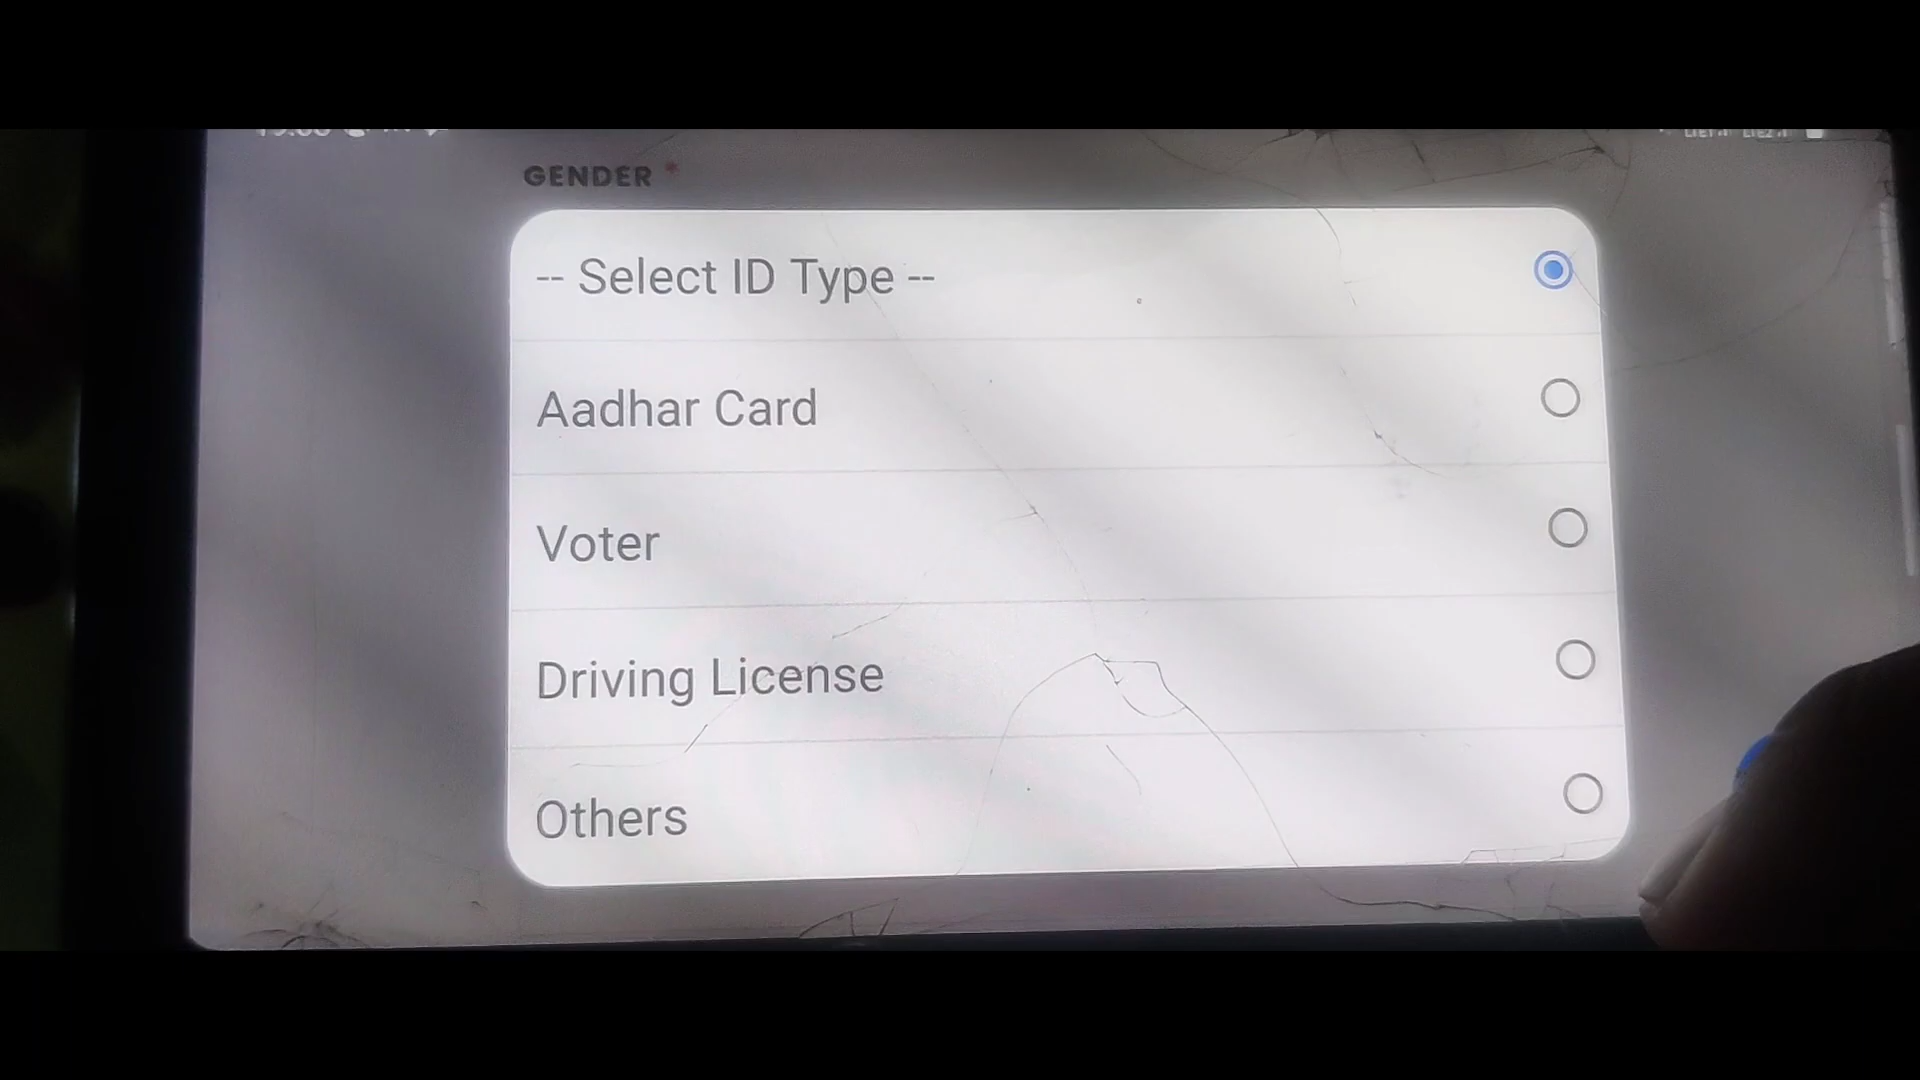 GENDER *
-- Select ID Type --
Aadhar Card
Voter
Driving License
Others